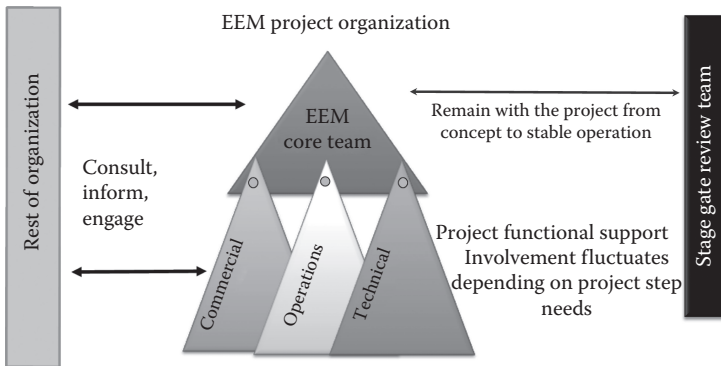 EEM project organization
Rest of organization
Consult,
inform,
engage
EEM
core team
Remain with the project from
concept to stable operation
Stage gate review team
Commercial
Operations
Technical
Project functional support
Involvement fluctuates
depending on project step
needs